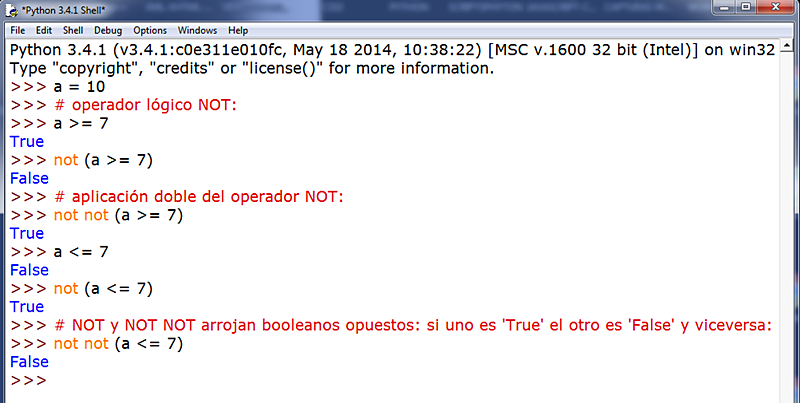 *Python 3.4.1 Shell*
File Edit Shell Debug Options Windows Help
Python 3.4.1 (v3.4.1:c0e311e010fc, May 18 2014, 10:38:22) [MSC v.1600 32 bit (Intel)] on win32
Type "copyright", "credits" or "license()" for more information.
>>> a = 10
>>> # operador lógico NOT:
>>> a >= 7
True
>>> not (a >= 7)
False
>>> # aplicación doble del operador NOT:
>>> not not (a >= 7)
True
>>> a <= 7
False
>>> not (a <= 7)
True
>>> # NOT y NOT NOT arrojan booleanos opuestos: si uno es 'True' el otro es 'False' y viceversa:
>>> not not (a <= 7)
False
>>>